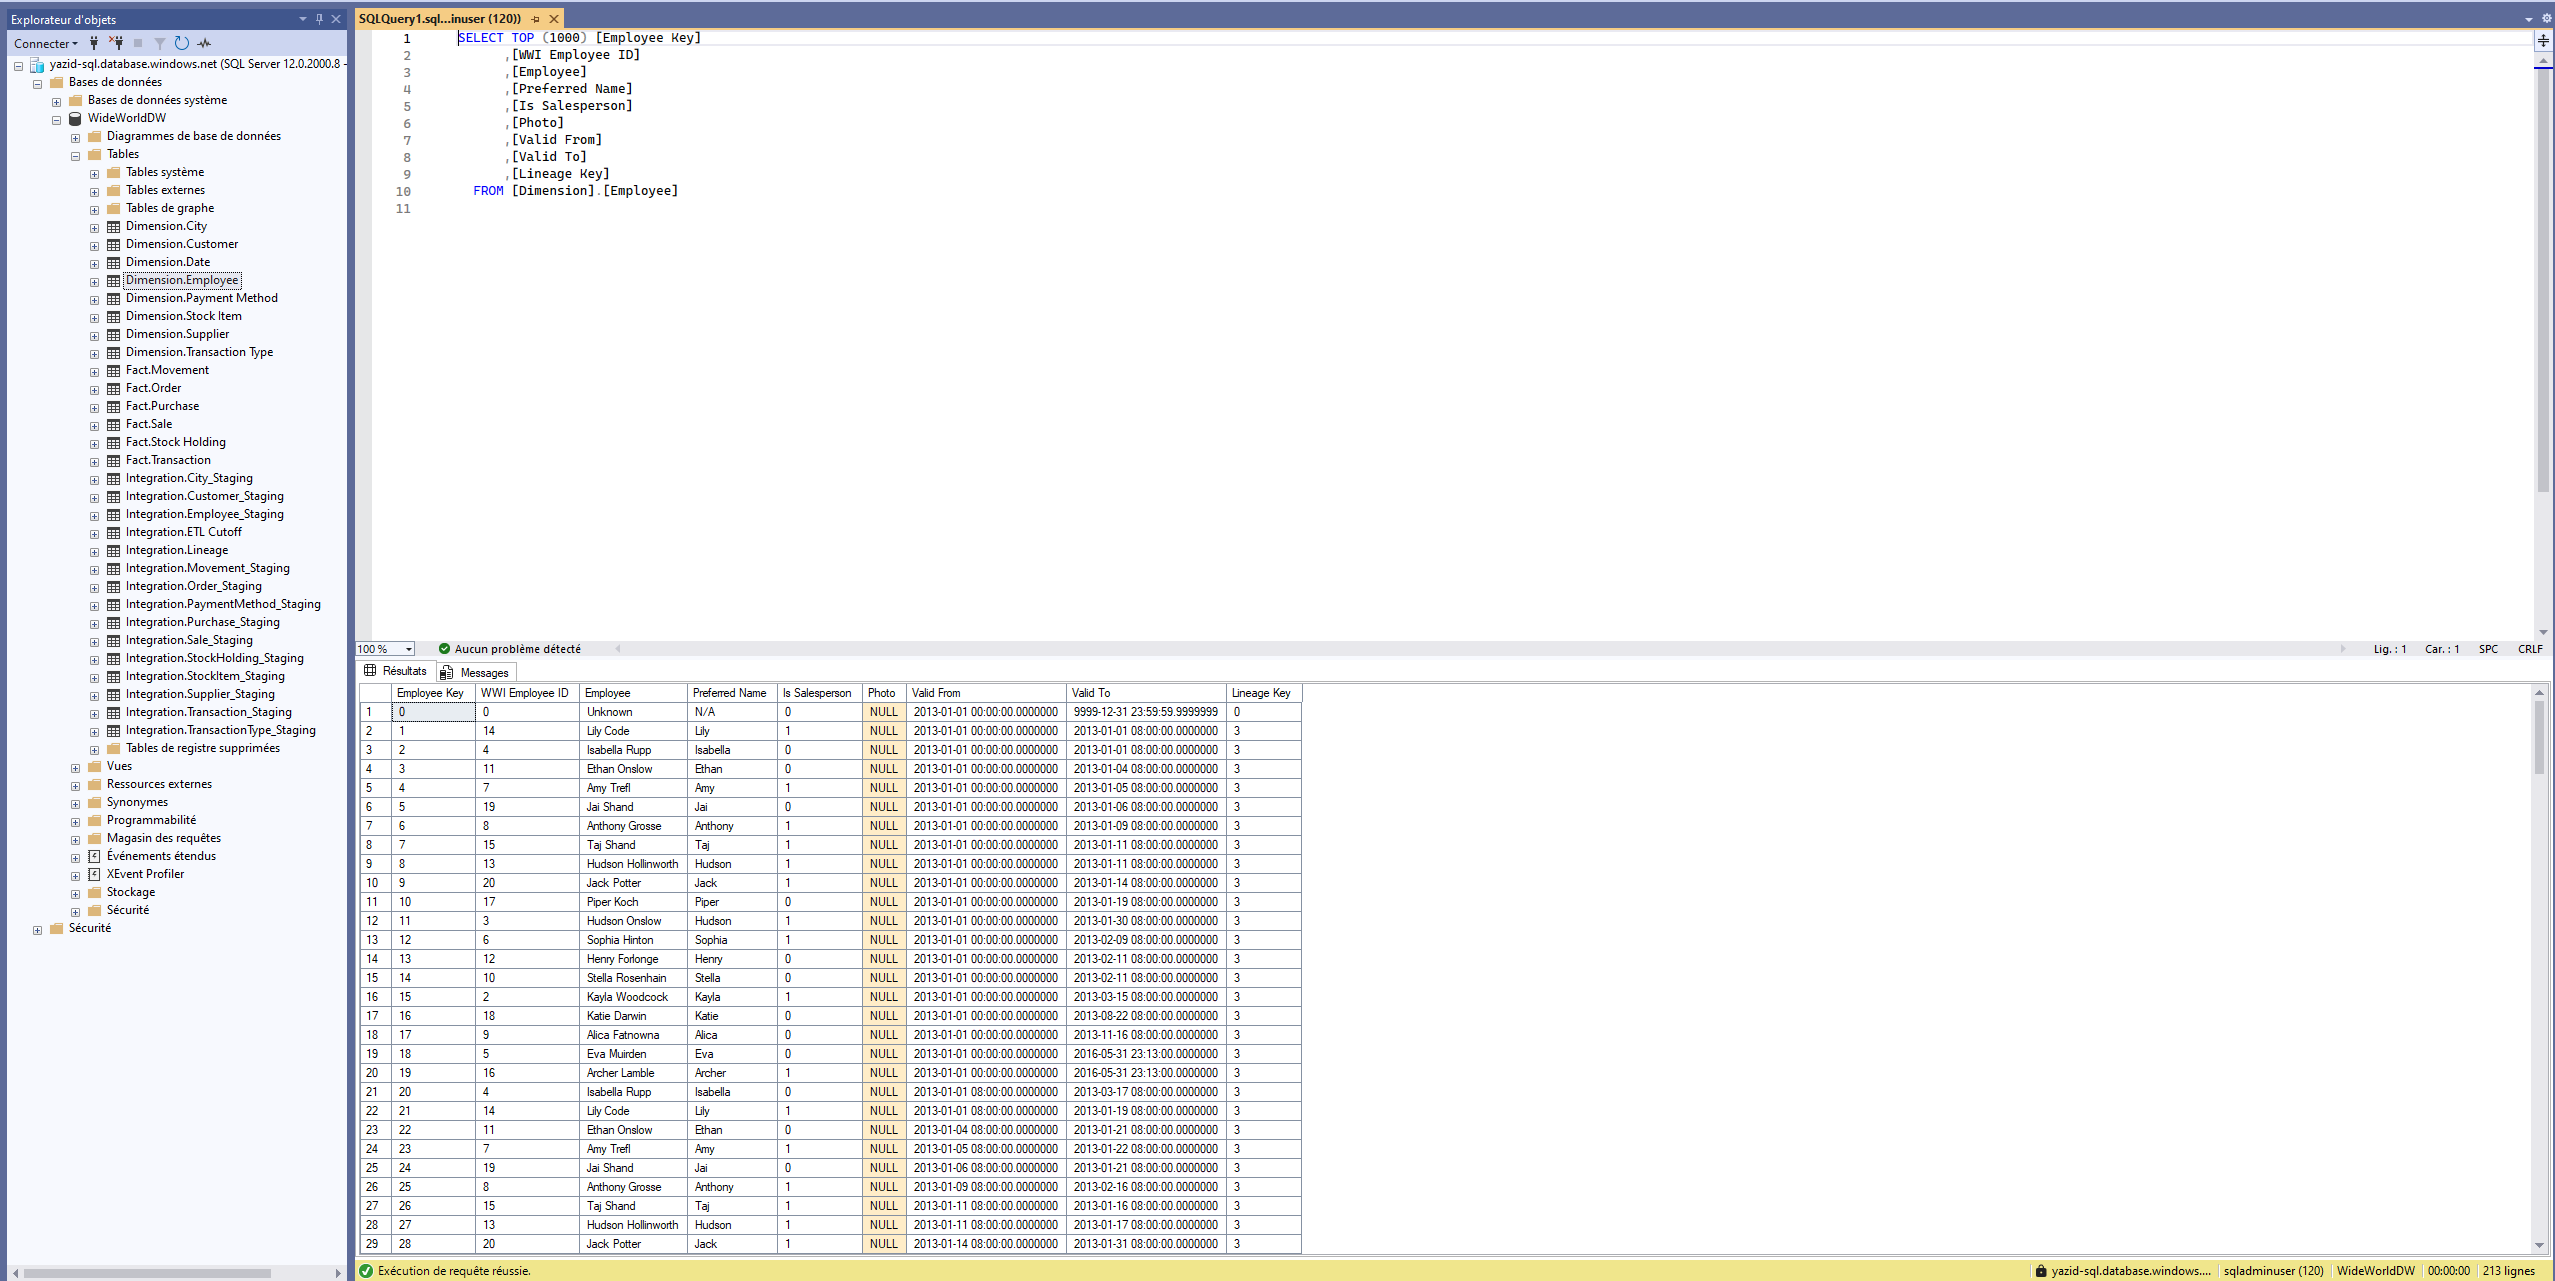 Explorateur d'objets
Connecter
yazid-sql.database.windows.net (SQL Server 12.0.2000.8 -
Bases de données
Bases de données système
WideWorldDW
Diagrammes de base de données
Tables
Tables système
Tables externes
Tables de graphe
Dimension.City
Dimension.Customer
Dimension.Date
Dimension.Employee
Dimension.Payment Method
Dimension.Stock Item
Dimension.Supplier
Dimension.Transaction Type
Fact.Movement
Fact.Order
Fact.Purchase
Fact.Sale
Fact.Stock Holding
Fact.Transaction
Integration.City_Staging
Integration.Customer_Staging
Integration.Employee_Staging
Integration.ETL Cutoff
Integration.Lineage
Integration.Movement_Staging
Integration.Order_Staging
Integration.PaymentMethod_Staging
Integration.Purchase_Staging
Integration.Sale_Staging
Integration.StockHolding_Staging
Integration.StockItem_Staging
Integration.Supplier_Staging
Integration.Transaction_Staging
Integration.TransactionType_Staging
Tables de registre supprimées
Vues
Ressources externes
Synonymes
Programmabilité
Magasin des requêtes
Événements étendus
XEvent Profiler
Stockage
Sécurité
Sécurité
SQLQuery1.sql...inuser (120))
1 SELECT TOP (1000) [Employee Key]
2 ,[WWI Employee ID]
3 ,[Employee]
4 ,[Preferred Name]
5 ,[Is Salesperson]
6 ,[Photo]
7 ,[Valid From]
8 ,[Valid To]
9 ,[Lineage Key]
10 FROM [Dimension].[Employee]
11
100 % Aucun problème détecté Lig. : 1 Car. : 1 SPC CRLF
Résultats Messages
Employee Key WWI Employee ID Employee Preferred Name Is Salesperson Photo Valid From Valid To Lineage Key
1 0 0 Unknown N/A 0 NULL 2013-01-01 00:00:00.0000000 9999-12-31 23:59:59.9999999 0
2 1 14 Lily Code Lily 1 NULL 2013-01-01 00:00:00.0000000 2013-01-01 08:00:00.0000000 3
3 2 4 Isabella Rupp Isabella 0 NULL 2013-01-01 00:00:00.0000000 2013-01-01 08:00:00.0000000 3
4 3 11 Ethan Onslow Ethan 0 NULL 2013-01-01 00:00:00.0000000 2013-01-04 08:00:00.0000000 3
5 4 7 Amy Trefl Amy 1 NULL 2013-01-01 00:00:00.0000000 2013-01-05 08:00:00.0000000 3
6 5 19 Jai Shand Jai 0 NULL 2013-01-01 00:00:00.0000000 2013-01-06 08:00:00.0000000 3
7 6 8 Anthony Grosse Anthony 1 NULL 2013-01-01 00:00:00.0000000 2013-01-09 08:00:00.0000000 3
8 7 15 Taj Shand Taj 1 NULL 2013-01-01 00:00:00.0000000 2013-01-11 08:00:00.0000000 3
9 8 13 Hudson Hollinworth Hudson 1 NULL 2013-01-01 00:00:00.0000000 2013-01-11 08:00:00.0000000 3
10 9 20 Jack Potter Jack 1 NULL 2013-01-01 00:00:00.0000000 2013-01-14 08:00:00.0000000 3
11 10 17 Piper Koch Piper 0 NULL 2013-01-01 00:00:00.0000000 2013-01-19 08:00:00.0000000 3
12 11 3 Hudson Onslow Hudson 1 NULL 2013-01-01 00:00:00.0000000 2013-01-30 08:00:00.0000000 3
13 12 6 Sophia Hinton Sophia 1 NULL 2013-01-01 00:00:00.0000000 2013-02-09 08:00:00.0000000 3
14 13 12 Henry Forlonge Henry 0 NULL 2013-01-01 00:00:00.0000000 2013-02-11 08:00:00.0000000 3
15 14 10 Stella Rosenhain Stella 0 NULL 2013-01-01 00:00:00.0000000 2013-02-11 08:00:00.0000000 3
16 15 2 Kayla Woodcock Kayla 1 NULL 2013-01-01 00:00:00.0000000 2013-03-15 08:00:00.0000000 3
17 16 18 Katie Darwin Katie 0 NULL 2013-01-01 00:00:00.0000000 2013-08-22 08:00:00.0000000 3
18 17 9 Alica Fatnowna Alica 0 NULL 2013-01-01 00:00:00.0000000 2013-11-16 08:00:00.0000000 3
19 18 5 Eva Muirden Eva 0 NULL 2013-01-01 00:00:00.0000000 2016-05-31 23:13:00.0000000 3
20 19 16 Archer Lamble Archer 1 NULL 2013-01-01 00:00:00.0000000 2016-05-31 23:13:00.0000000 3
21 20 4 Isabella Rupp Isabella 0 NULL 2013-01-01 08:00:00.0000000 2013-03-17 08:00:00.0000000 3
22 21 14 Lily Code Lily 1 NULL 2013-01-01 08:00:00.0000000 2013-01-19 08:00:00.0000000 3
23 22 11 Ethan Onslow Ethan 0 NULL 2013-01-04 08:00:00.0000000 2013-01-21 08:00:00.0000000 3
24 23 7 Amy Trefl Amy 1 NULL 2013-01-05 08:00:00.0000000 2013-01-22 08:00:00.0000000 3
25 24 19 Jai Shand Jai 0 NULL 2013-01-06 08:00:00.0000000 2013-01-21 08:00:00.0000000 3
26 25 8 Anthony Grosse Anthony 1 NULL 2013-01-09 08:00:00.0000000 2013-02-16 08:00:00.0000000 3
27 26 15 Taj Shand Taj 1 NULL 2013-01-11 08:00:00.0000000 2013-01-16 08:00:00.0000000 3
28 27 13 Hudson Hollinworth Hudson 1 NULL 2013-01-11 08:00:00.0000000 2013-01-17 08:00:00.0000000 3
29 28 20 Jack Potter Jack 1 NULL 2013-01-14 08:00:00.0000000 2013-01-31 08:00:00.0000000 3
Exécution de requête réussie. yazid-sql.database.windows.... sqladminuser (120) WideWorldDW 00:00:00 213 lignes